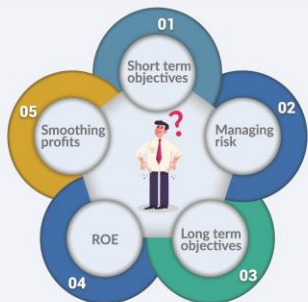 01
Short term
objectives
02
Managing
risk
03
Long term
objectives
04
ROE
05
Smoothing
profits
?